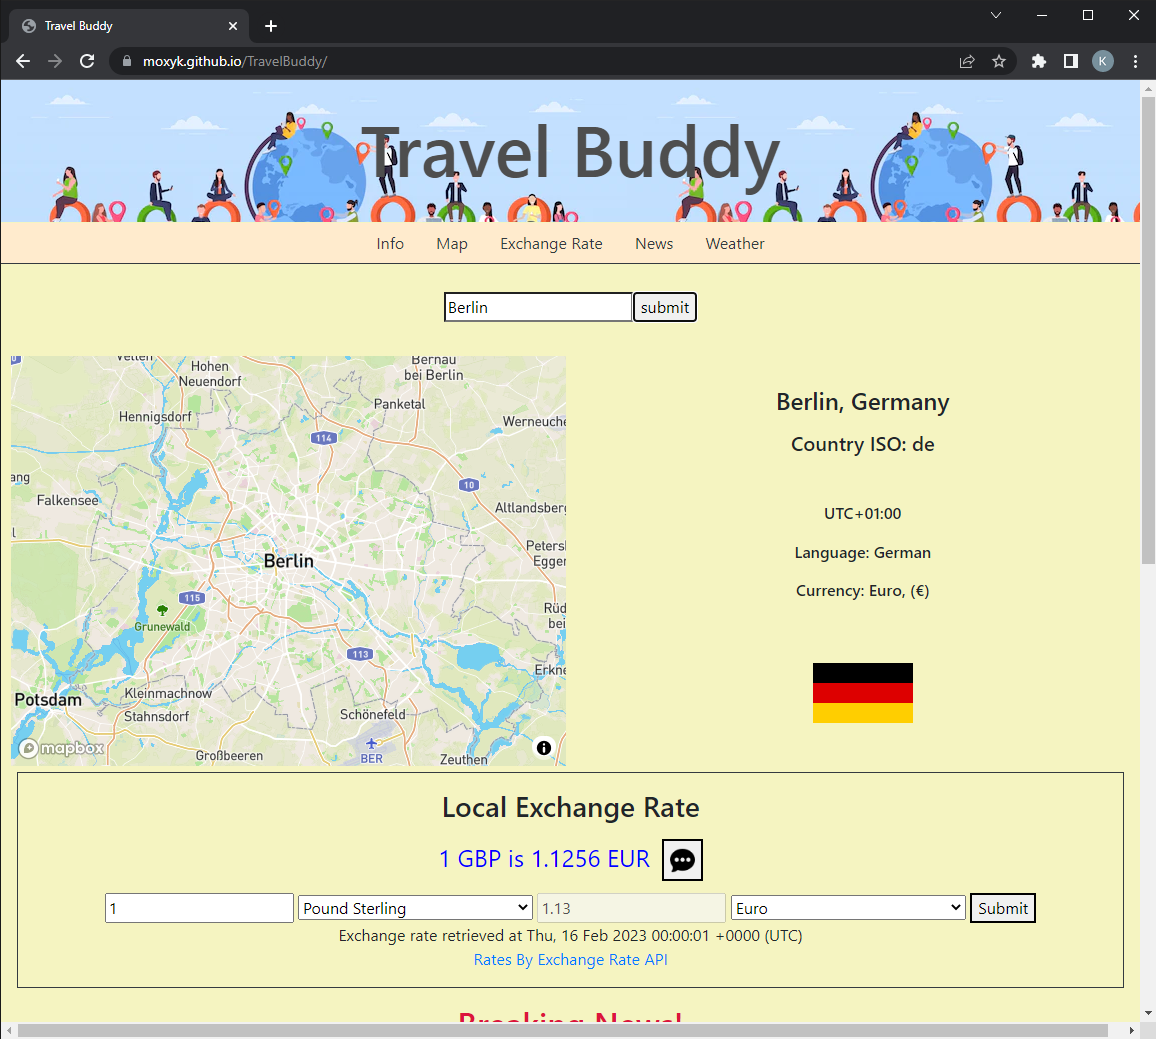 Travel Buddy
moxyk.github.io/TravelBuddy/
K
Travel Buddy
Info Map Exchange Rate News Weather
Berlin submit
Hohen
Neuendorf
Bernau
bei Berlin
Panketal
Hennigsdorf
Werneuche
114
10
ang
Falkensee
Altlandsberg
Berlin
Peters
Egger
115
Grunewald
Rüd
bei
113
Erkne
Potsdam
Kleinmachnow
Stahnsdorf
Schönefeld
mapbox
Großbeeren
BER
Zeuthen
Berlin, Germany
Country ISO: de
UTC+01:00
Language: German
Currency: Euro, (€)
Local Exchange Rate
1 GBP is 1.1256 EUR
1 Pound Sterling 1.13 Euro Submit
Exchange rate retrieved at Thu, 16 Feb 2023 00:00:01 +0000 (UTC)
Rates By Exchange Rate API
Breaking News!